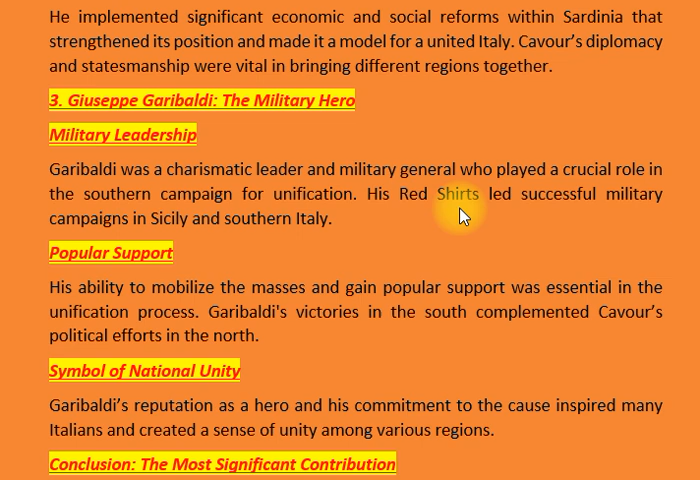 He implemented significant economic and social reforms within Sardinia that
strengthened its position and made it a model for a united Italy. Cavour’s diplomacy
and statesmanship were vital in bringing different regions together.
3. Giuseppe Garibaldi: The Military Hero
Military Leadership
Garibaldi was a charismatic leader and military general who played a crucial role in
the southern campaign for unification. His Red Shirts led successful military
campaigns in Sicily and southern Italy.
Popular Support
His ability to mobilize the masses and gain popular support was essential in the
unification process. Garibaldi's victories in the south complemented Cavour’s
political efforts in the north.
Symbol of National Unity
Garibaldi’s reputation as a hero and his commitment to the cause inspired many
Italians and created a sense of unity among various regions.
Conclusion: The Most Significant Contribution